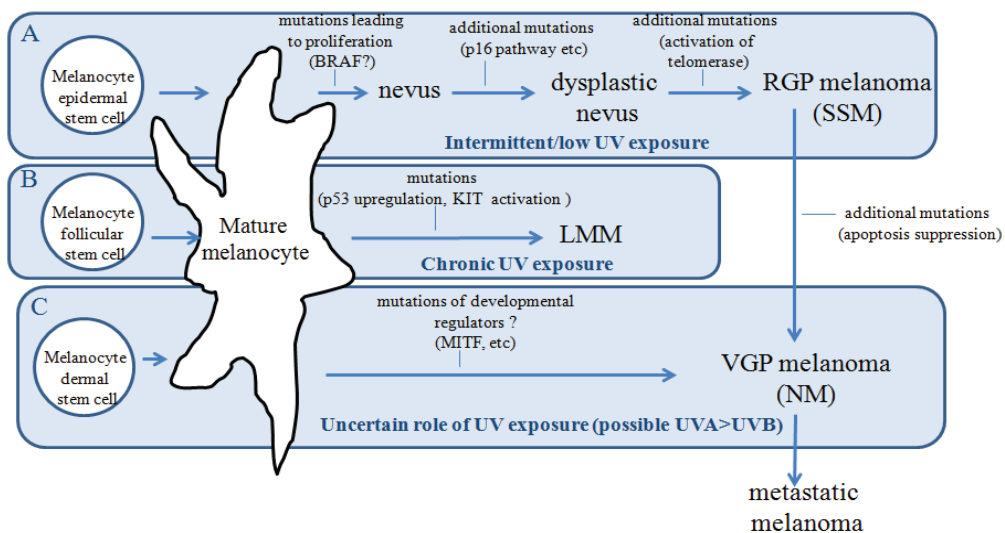 A
Melanocyte
epidermal
stem cell
mutations leading
to proliferation
(BRAF?)
nevus
additional mutations
(p16 pathway etc)
dysplastic
nevus
additional mutations
(activation of
telomerase)
RGP melanoma
(SSM)
Intermittent/low UV exposure
B
Melanocyte
follicular
stem cell
Mature
melanocyte
mutations
(p53 upregulation, KIT activation )
LMM
Chronic UV exposure
additional mutations
(apoptosis suppression)
C
Melanocyte
dermal
stem cell
mutations of developmental
regulators ?
(MITF, etc)
VGP melanoma
(NM)
Uncertain role of UV exposure (possible UVA>UVB)
metastatic
melanoma